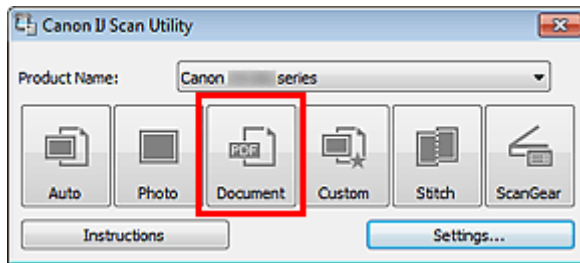 Canon IJ Scan Utility
Product Name: Canon series
PDF
Auto Photo Document Custom Stitch ScanGear
Instructions Settings...